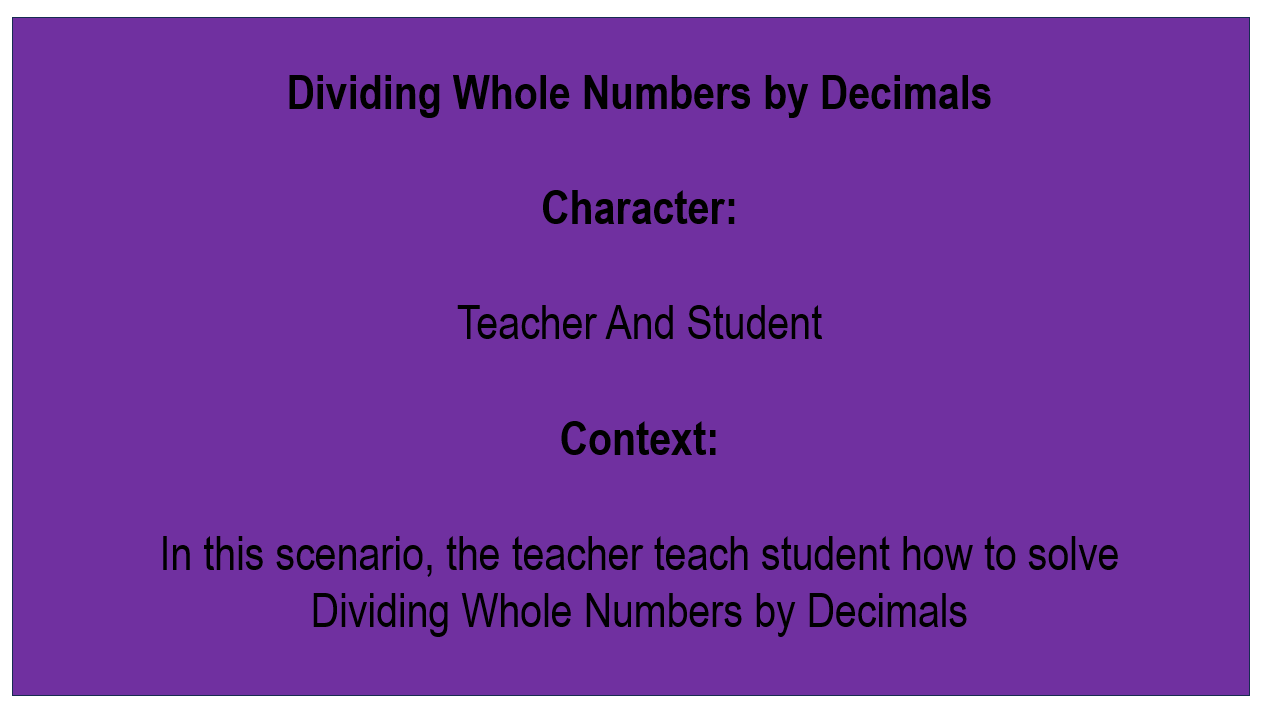 Dividing Whole Numbers by Decimals
Character:
Teacher And Student
Context:
In this scenario, the teacher teach student how to solve
Dividing Whole Numbers by Decimals